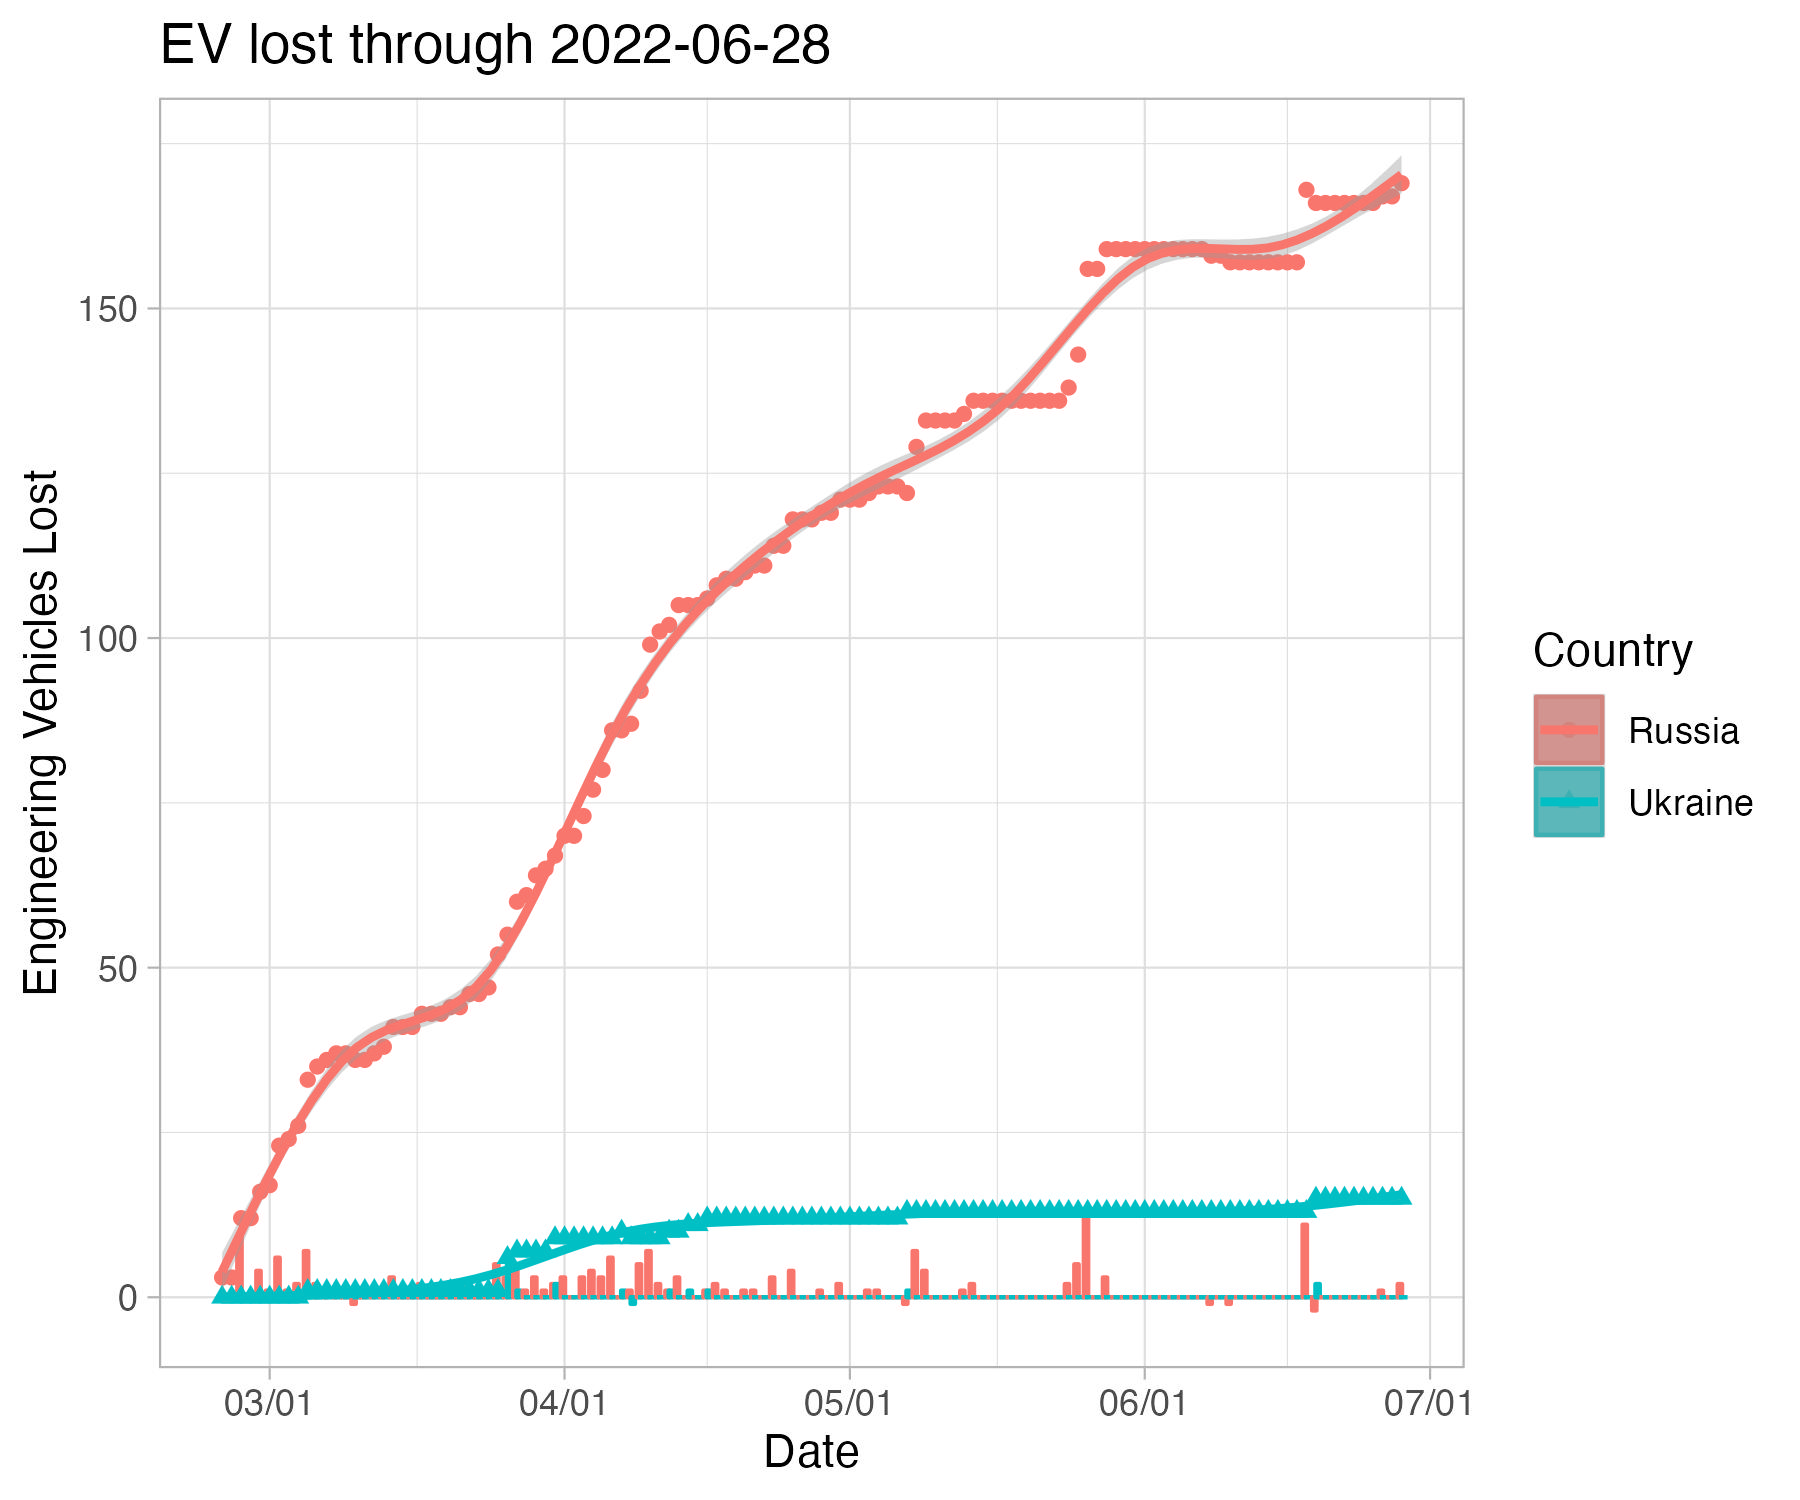 EV lost through 2022-06-28
Engineering Vehicles Lost
150
100
50
0
03/01
04/01
05/01
06/01
07/01
Date
Country
Russia
Ukraine